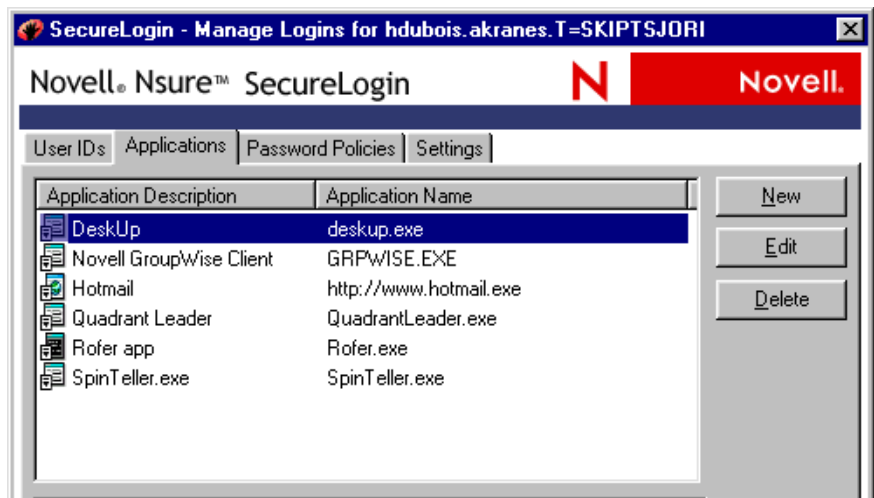 SecureLogin - Manage Logins for hdubois.akranes.T=SKIPTSJORI
Novell® Nsure™ SecureLogin N Novell.
User IDs Applications Password Policies Settings
Application Description Application Name New
DeskUp deskup.exe
Novell GroupWise Client GRPWISE.EXE Edit
Hotmail http://www.hotmail.exe Delete
Quadrant Leader QuadrantLeader.exe
Rofer app Rofer.exe
SpinTeller.exe SpinTeller.exe